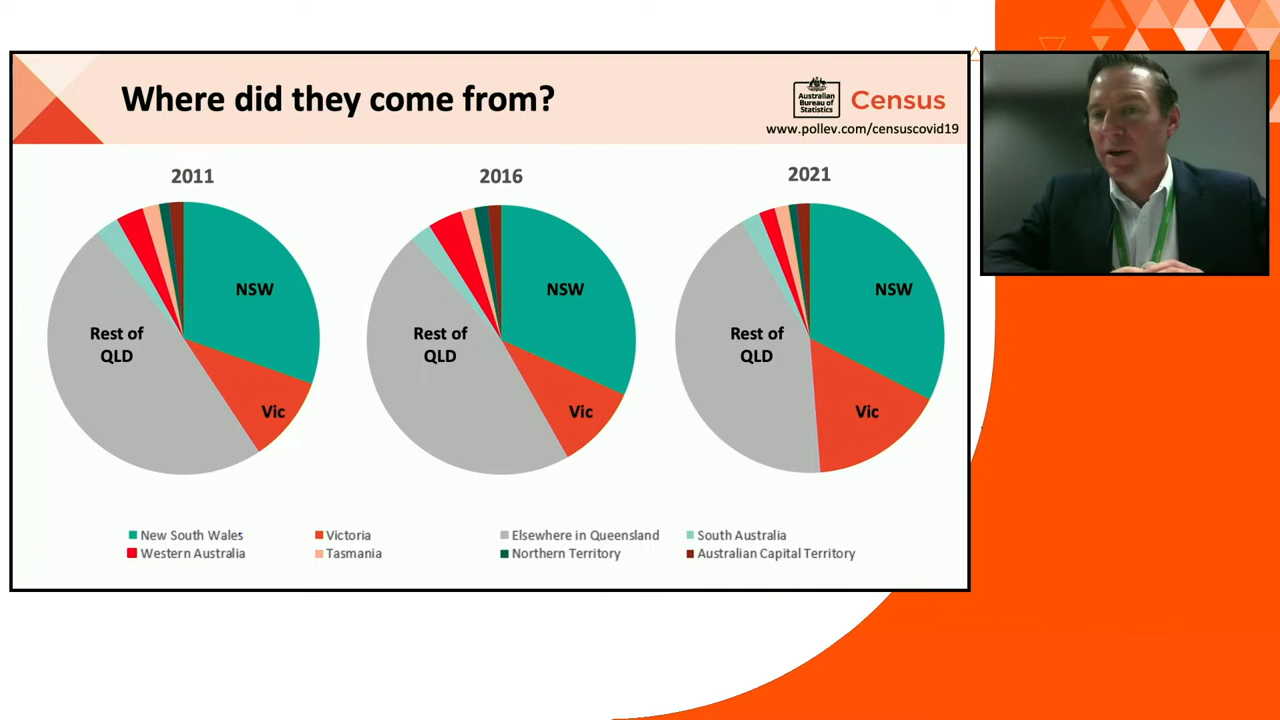 Where did they come from?
Australian
Bureau of
Statistics
Census
www.pollev.com/censuscovid19
2011
2016
2021
NSW
Rest of
QLD
Vic
NSW
Rest of
QLD
Vic
NSW
Rest of
QLD
Vic
New South Wales
Victoria
Elsewhere in Queensland
South Australia
Western Australia
Tasmania
Northern Territory
Australian Capital Territory